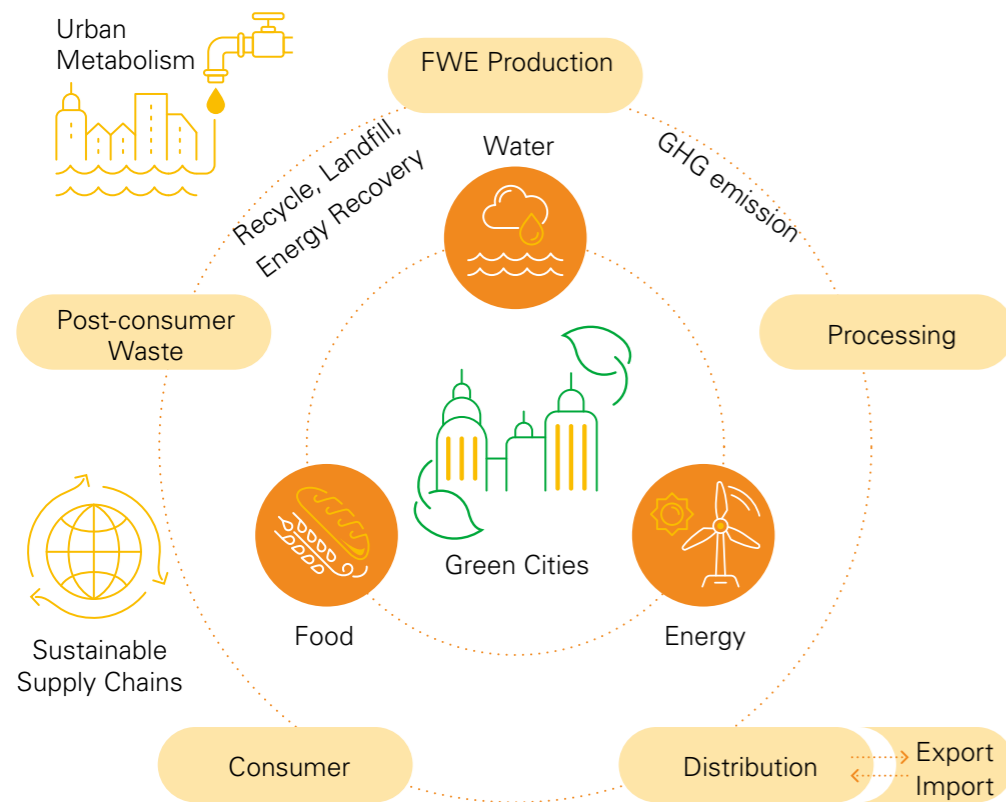 Urban
Metabolism
FWE Production
Water
Recycle, Landfill,
Energy Recovery
GHG emission
Post-consumer
Waste
Processing
Green Cities
Food
Energy
Sustainable
Supply Chains
Consumer
Distribution
Export
Import